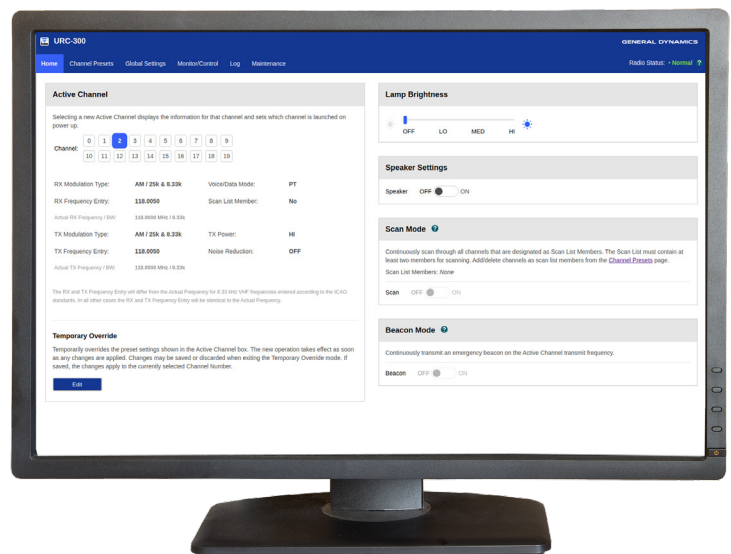 URC-300
GENERAL DYNAMICS
Home Channel Presets Global Settings Monitor/Control Log Maintenance
Radio Status: • Normal ?
Active Channel
Selecting a new Active Channel displays the information for that channel and sets which channel is launched on
power up.
Channel:
0 1 2 3 4 5 6 7 8 9
10 11 12 13 14 15 16 17 18 19
RX Modulation Type: AM / 25k & 8.33k Voice/Data Mode: PT
RX Frequency Entry: 118.0050 Scan List Member: No
Actual RX Frequency / BW: 118.0000 MHz / 8.33k
TX Modulation Type: AM / 25k & 8.33k TX Power: HI
TX Frequency Entry: 118.0050 Noise Reduction: OFF
Actual TX Frequency / BW: 118.0000 MHz / 8.33k
The RX and TX Frequency Entry will differ from the Actual Frequency for 8.33 kHz VHF frequencies entered according to the ICAO
standards. In all other cases the RX and TX Frequency Entry will be identical to the Actual Frequency.
Temporary Override
Temporarily overrides the preset settings shown in the Active Channel box. The new operation takes effect as soon
as any changes are applied. Changes may be saved or discarded when exiting the Temporary Override mode. If
saved, the changes apply to the currently selected Channel Number.
Edit
Lamp Brightness
OFF LO MED HI
Speaker Settings
Speaker OFF ON
Scan Mode ?
Continuously scan through all channels that are designated as Scan List Members. The Scan List must contain at
least two members for scanning. Add/delete channels as scan list members from the Channel Presets page.
Scan List Members: None
Scan OFF ON
Beacon Mode ?
Continuously transmit an emergency beacon on the Active Channel transmit frequency.
Beacon OFF ON